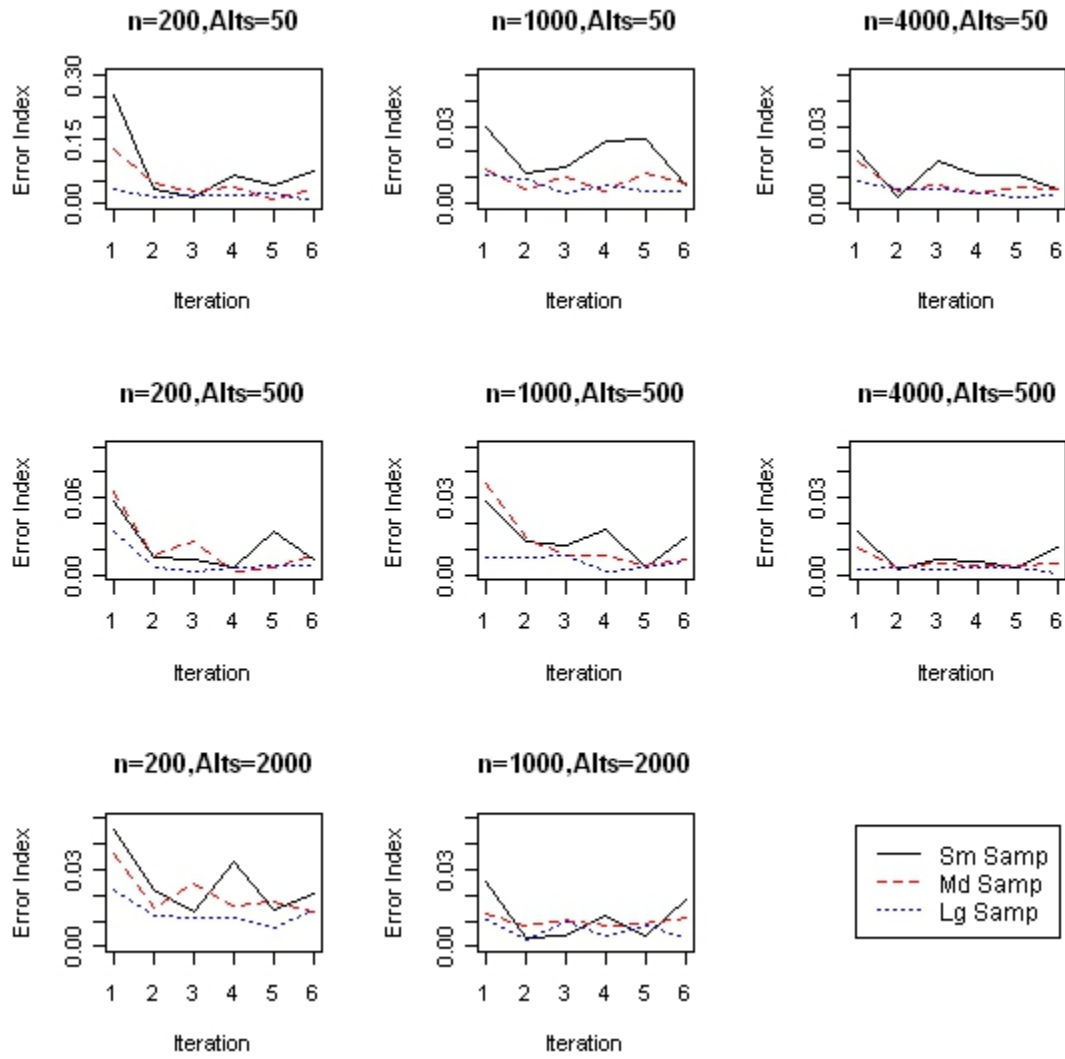 n=200,Alts=50
Error Index
0.00 0.15 0.30
1 2 3 4 5 6
Iteration
n=1000,Alts=50
Error Index
0.00 0.03
1 2 3 4 5 6
Iteration
n=4000,Alts=50
Error Index
0.00 0.03
1 2 3 4 5 6
Iteration
n=200,Alts=500
Error Index
0.00 0.06
1 2 3 4 5 6
Iteration
n=1000,Alts=500
Error Index
0.00 0.03
1 2 3 4 5 6
Iteration
n=4000,Alts=500
Error Index
0.00 0.03
1 2 3 4 5 6
Iteration
n=200,Alts=2000
Error Index
0.00 0.03
1 2 3 4 5 6
Iteration
n=1000,Alts=2000
Error Index
0.00 0.03
1 2 3 4 5 6
Iteration
Sm Samp
Md Samp
Lg Samp